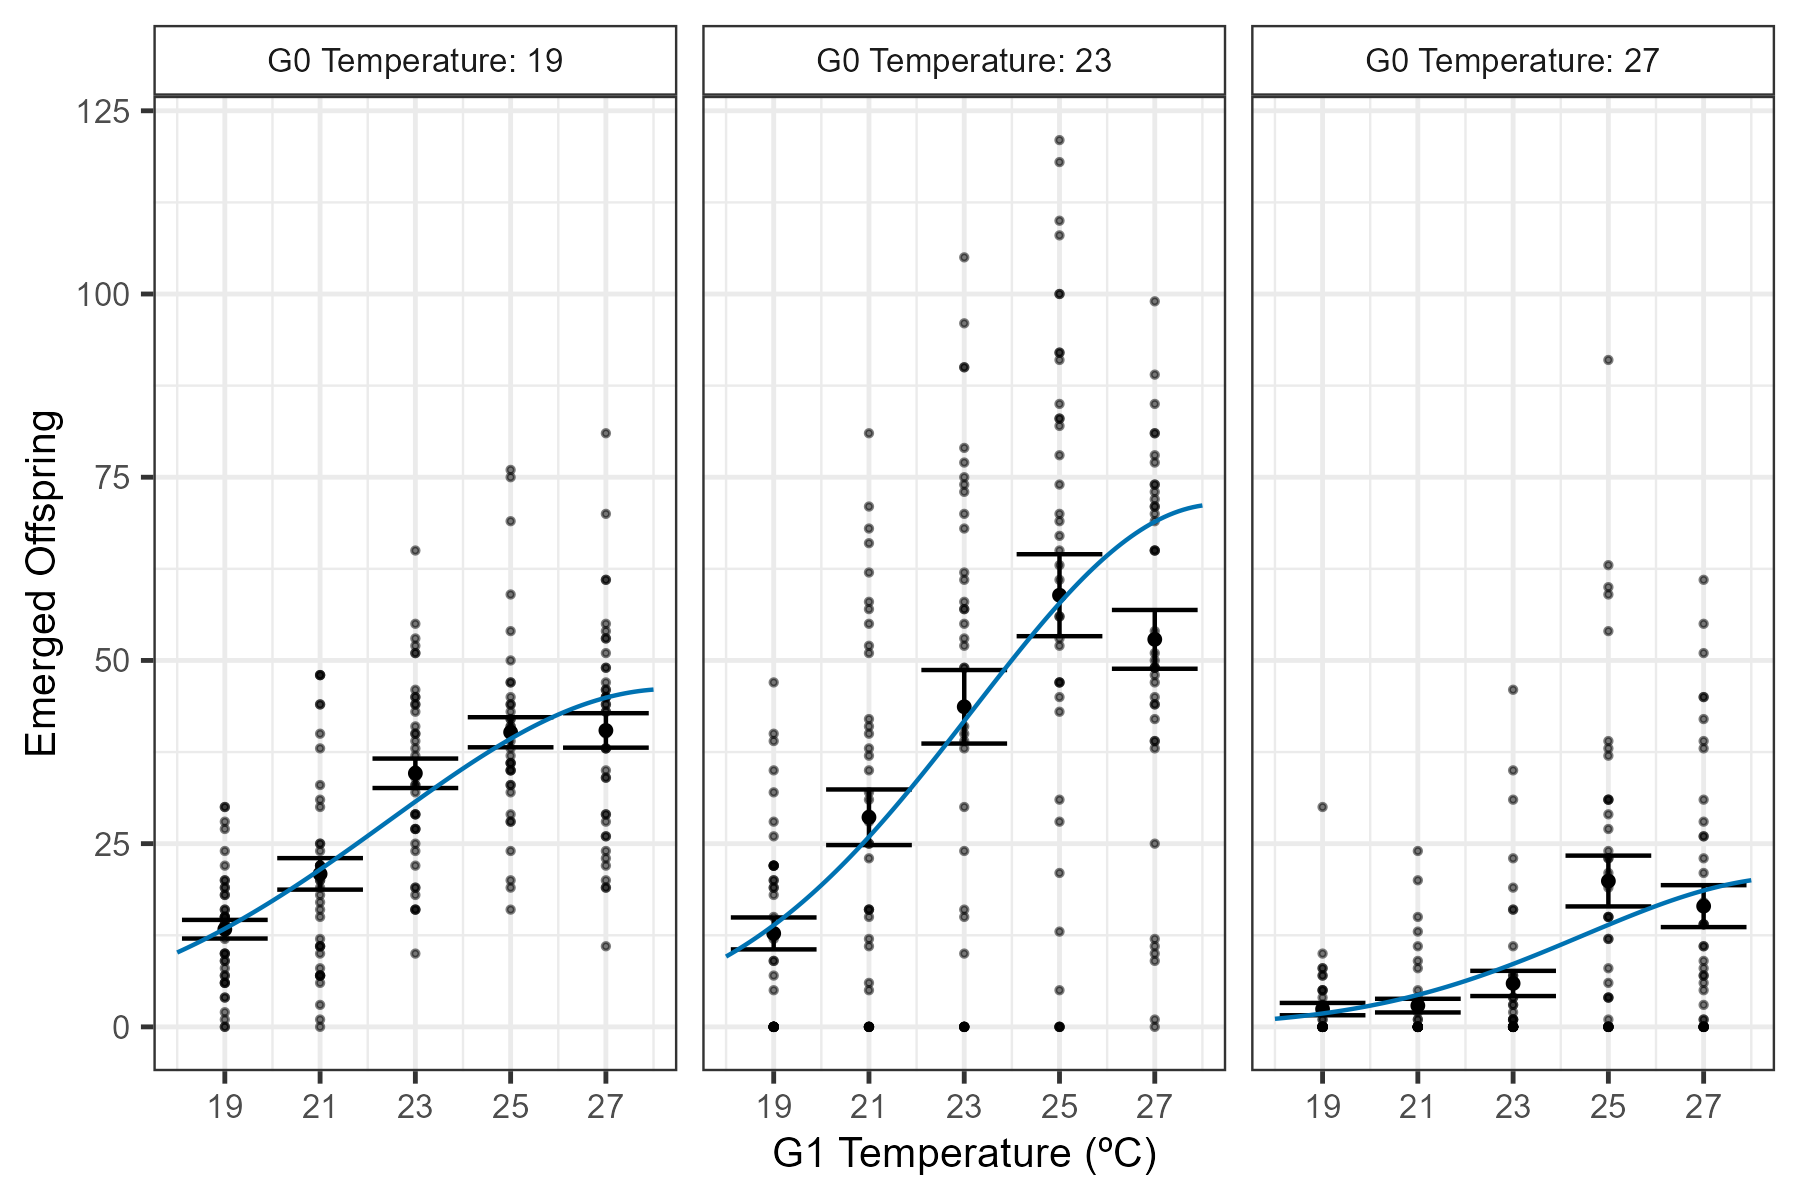 G0 Temperature: 19
G0 Temperature: 23
G0 Temperature: 27
125
100
75
50
25
0
Emerged Offspring
19 21 23 25 27
19 21 23 25 27
19 21 23 25 27
G1 Temperature (ºC)